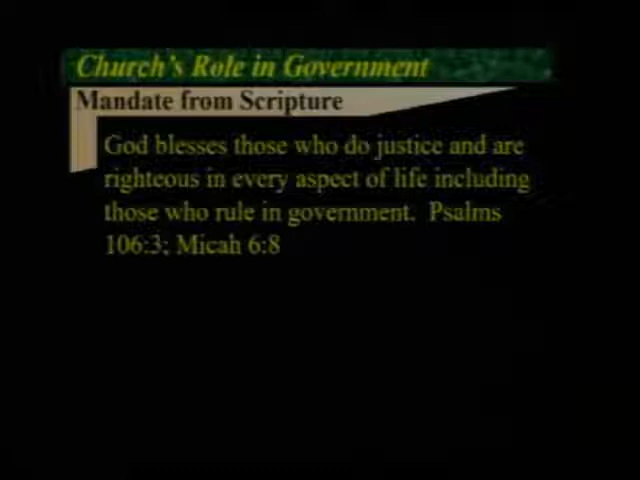 Church's Role in Government
Mandate from Scripture
God blesses those who do justice and are
righteous in every aspect of life including
those who rule in government.  Psalms
106:3; Micah 6:8